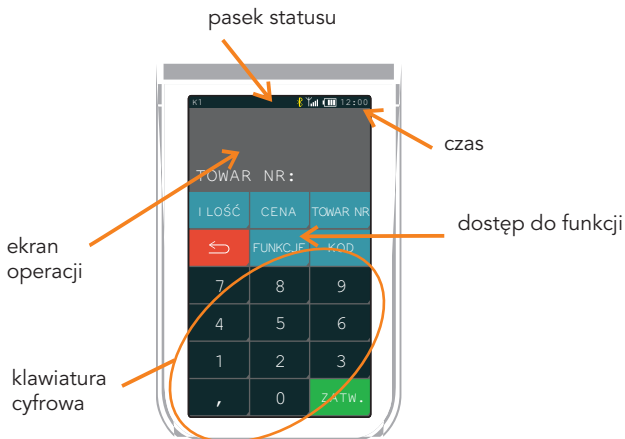 pasek statusu
K1 12:00
czas
TOWAR NR:
ILOŚĆ CENA TOWAR NR
dostęp do funkcji
FUNKCJE KOD
ekran
operacji
7 8 9
4 5 6
1 2 3
klawiatura
cyfrowa
, 0 ZATW.